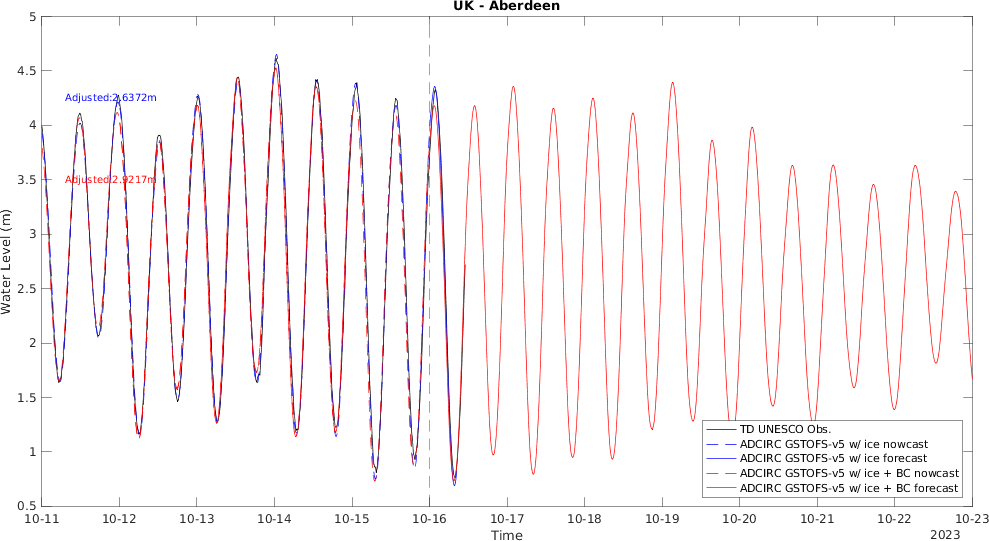 UK - Aberdeen
5
4.5
4
3.5
3
2.5
2
1.5
1
0.5
Water Level (m)
Adjusted:2.6372m
Adjusted:2.9217m
TD UNESCO Obs.
ADCIRC GSTOFS-v5 w/ ice nowcast
ADCIRC GSTOFS-v5 w/ ice forecast
ADCIRC GSTOFS-v5 w/ ice + BC nowcast
ADCIRC GSTOFS-v5 w/ ice + BC forecast
10-11 10-12 10-13 10-14 10-15 10-16 10-17 10-18 10-19 10-20 10-21 10-22 10-23
Time
2023